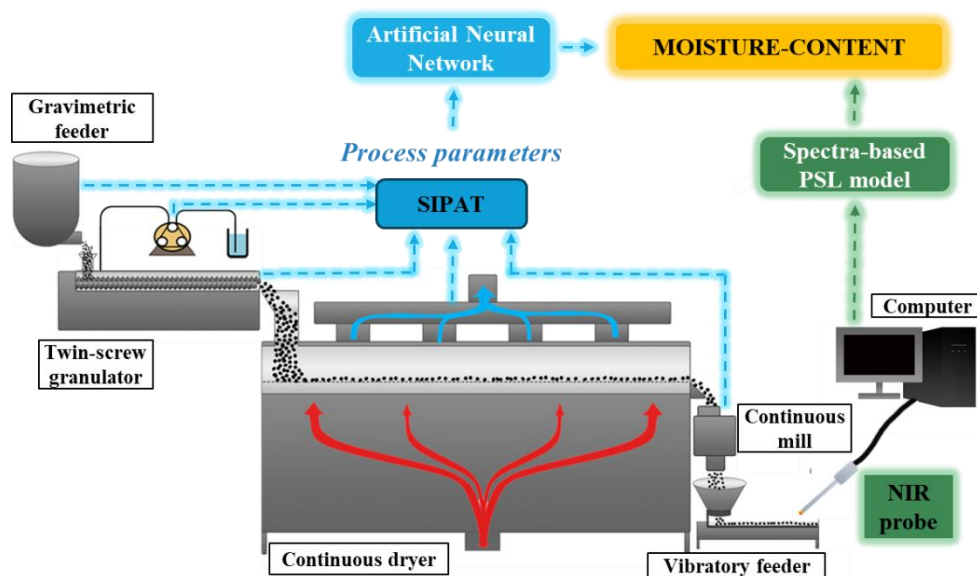 Artificial Neural
Network
MOISTURE-CONTENT
Gravimetric
feeder
Process parameters
Spectra-based
PSL model
SIPAT
Computer
Twin-screw
granulator
Continuous
mill
NIR
probe
Continuous dryer
Vibratory feeder